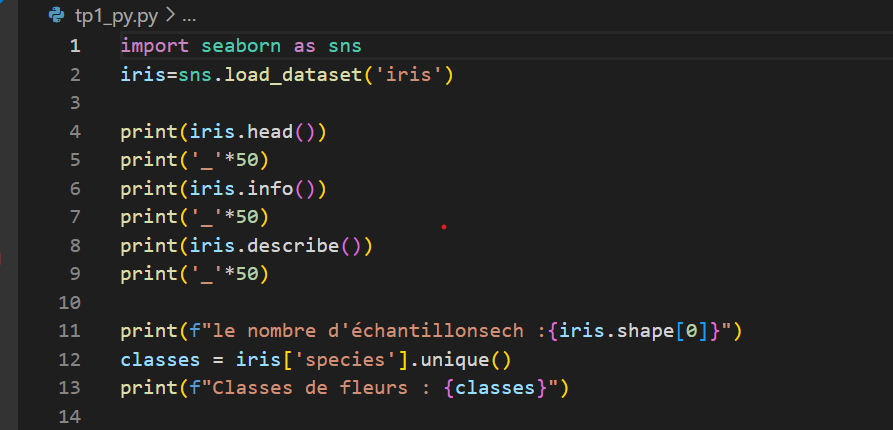 tp1_py.py > ...
1 import seaborn as sns
2 iris=sns.load_dataset('iris')
3
4 print(iris.head())
5 print('_'*50)
6 print(iris.info())
7 print('_'*50)
8 print(iris.describe())
9 print('_'*50)
10
11 print(f"le nombre d'échantillonsech :{iris.shape[0]}")
12 classes = iris['species'].unique()
13 print(f"Classes de fleurs : {classes}")
14